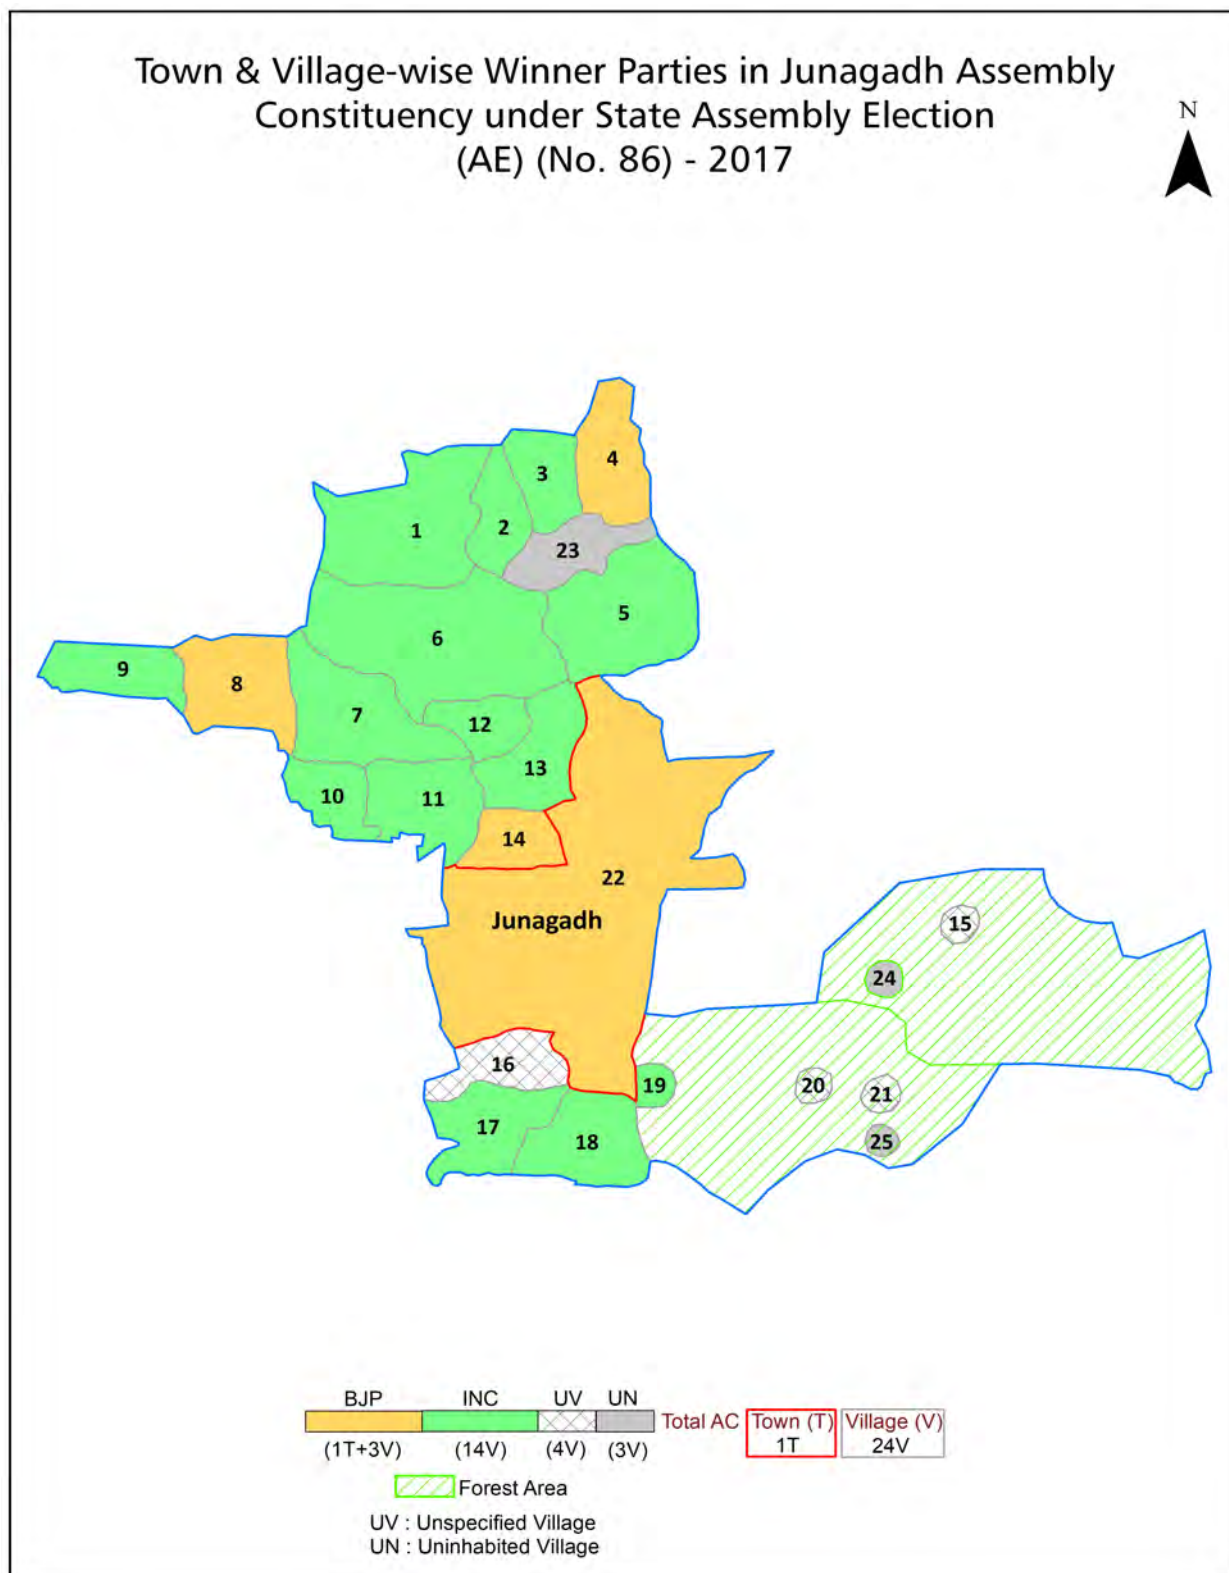 Town & Village-wise Winner Parties in Junagadh Assembly
Constituency under State Assembly Election
(AE) (No. 86) - 2017
N
4
3
1
2
23
5
6
9
8
7
12
13
10
11
14
22
Junagadh
15
24
16
19
20
21
17
18
25
BJP INC UV UN
Total AC Town (T) Village (V)
1T 24V
(1T+3V) (14V) (4V) (3V)
Forest Area
UV : Unspecified Village
UN : Uninhabited Village